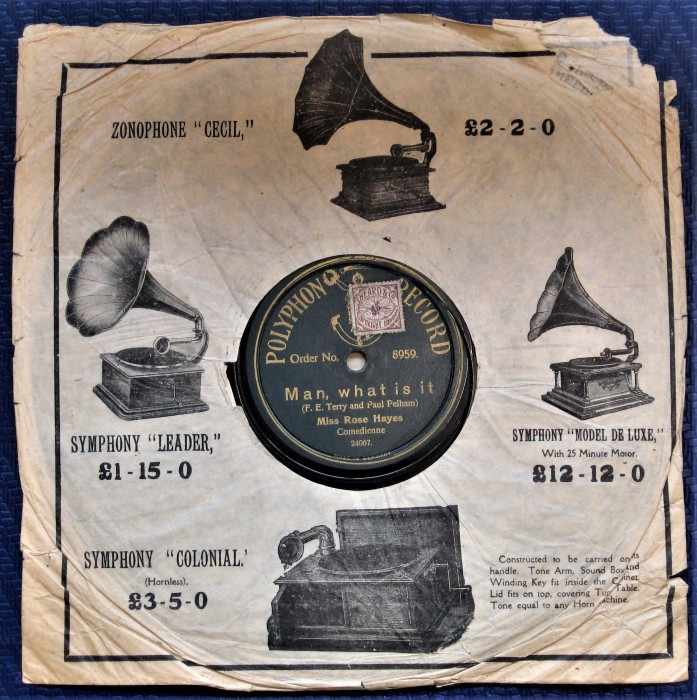 ZONOPHONE "CECIL,"
£2-2-0
POLYPHON RECORD
Order No. 8959.
Man, what is it
(F. E. Terry and Paul Pelham)
Miss Rose Hayes
Comedienne
24067.
SYMPHONY "LEADER,"
£1-15-0
SYMPHONY "MODEL DE LUXE,"
With 25 Minute Motor.
£12-12-0
SYMPHONY "COLONIAL.'
(Hornless),
£3-5-0
Constructed to be carried on its
handle. Tone Arm, Sound Box and
Winding Key fit inside the C inet
Lid fits on top, covering Tur Table.
Tone equal to any Horn achine.